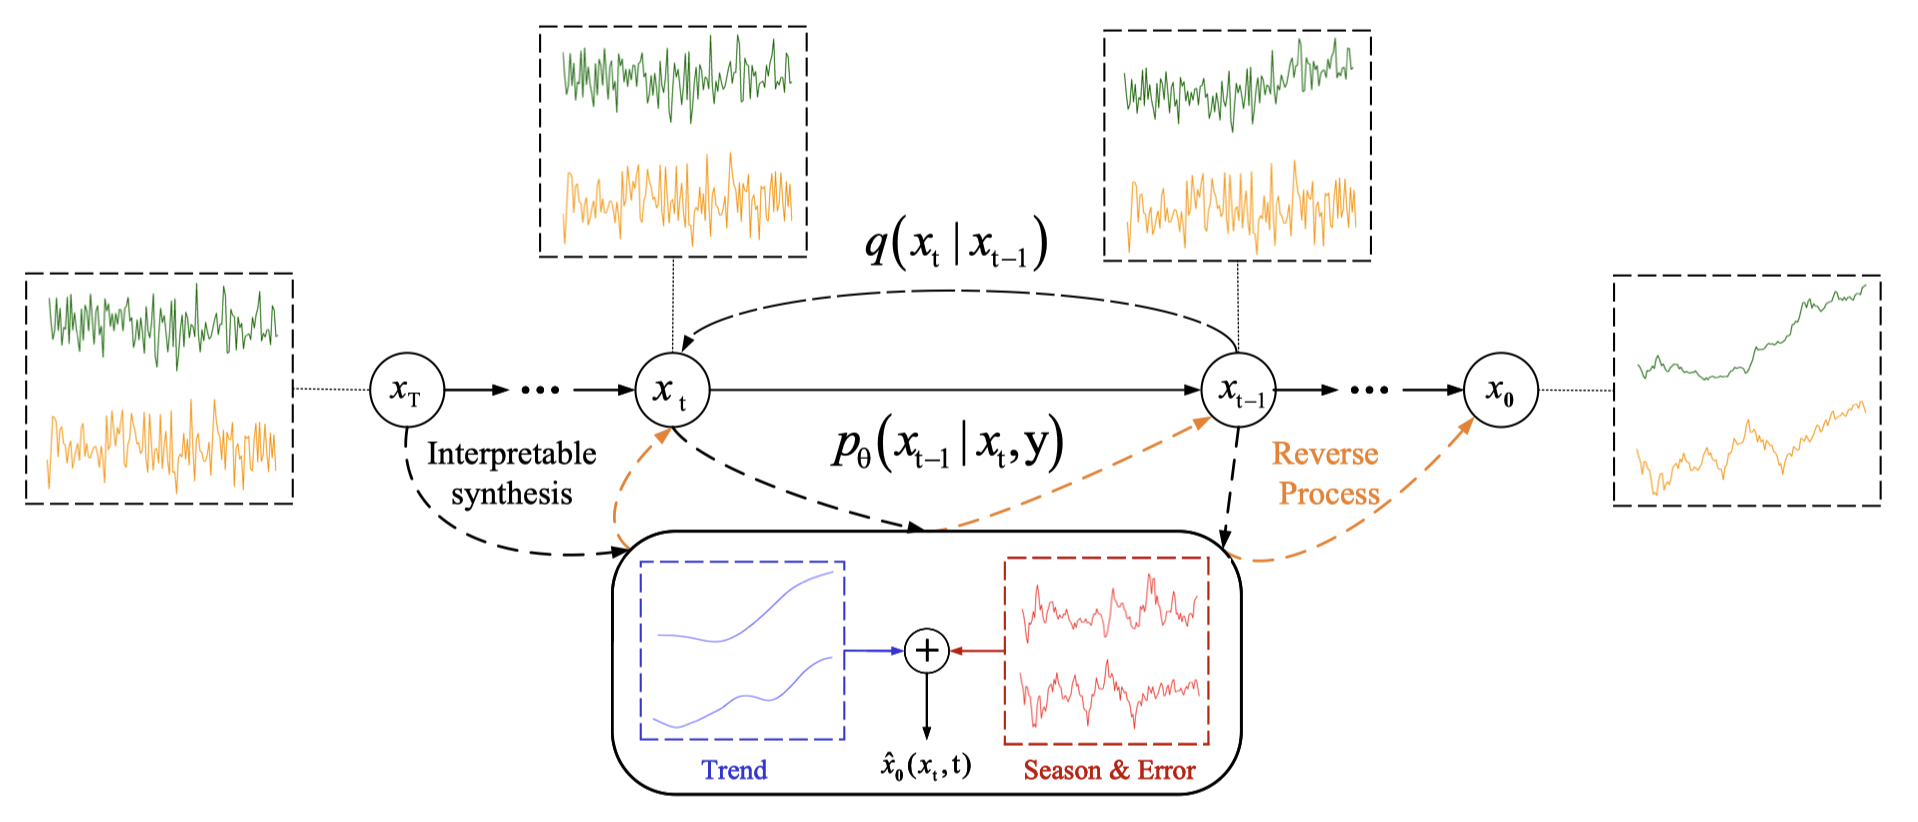 q(x_t | x_{t−1})
x_T
•••
x_t
x_{t−1}
•••
x_0
p_θ(x_{t−1} | x_t, y)
Interpretable
synthesis
Reverse
Process
+
x̂_0(x_t, t)
Trend
Season & Error